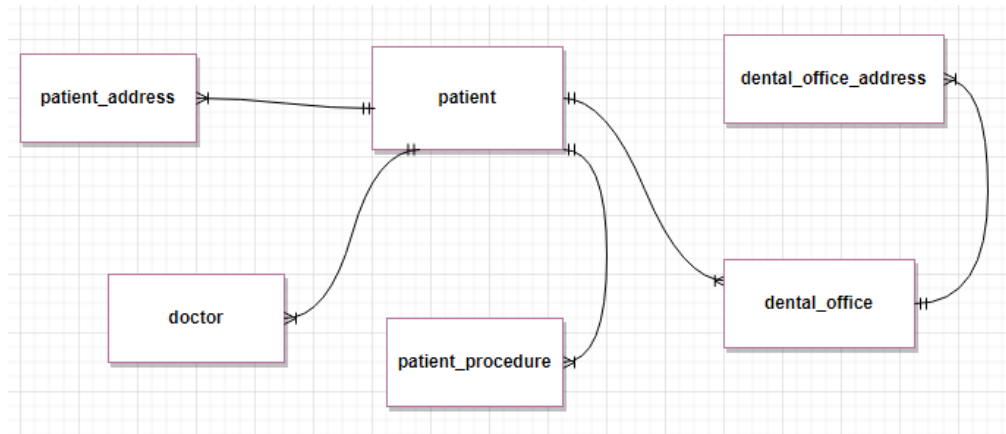 patient_address
patient
dental_office_address
doctor
patient_procedure
dental_office